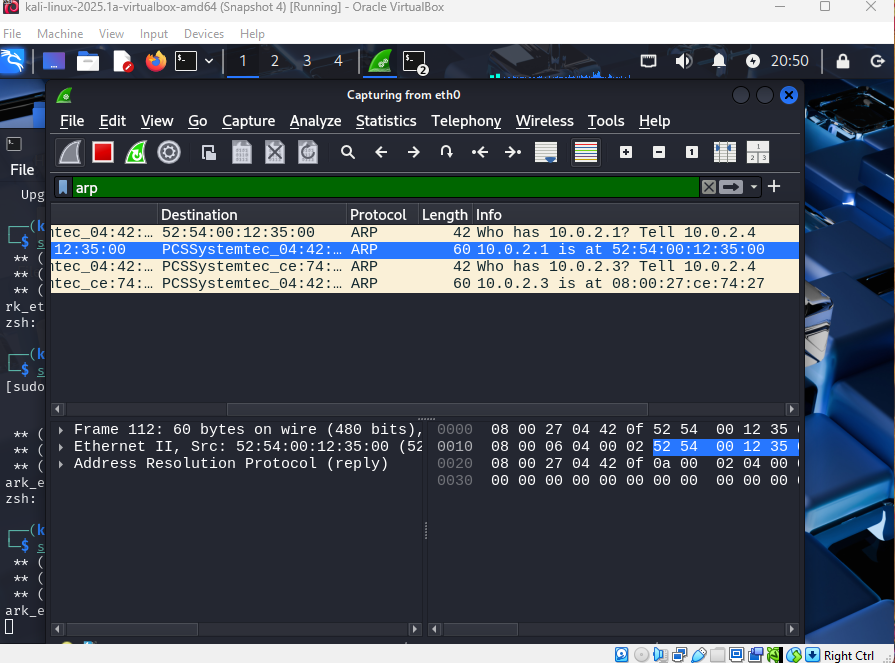 kali-linux-2025.1a-virtualbox-amd64 (Snapshot 4) [Running] - Oracle VirtualBox
File Machine View Input Devices Help
1 2 3 4 2 20:50
Capturing from eth0
File Edit View Go Capture Analyze Statistics Telephony Wireless Tools Help
arp
Destination Protocol Length Info
ntec_04:42:… 52:54:00:12:35:00 ARP 42 Who has 10.0.2.1? Tell 10.0.2.4
12:35:00 PCSSystemtec_04:42:… ARP 60 10.0.2.1 is at 52:54:00:12:35:00
ntec_04:42:… PCSSystemtec_ce:74:… ARP 42 Who has 10.0.2.3? Tell 10.0.2.4
tec_ce:74:… PCSSystemtec_04:42:… ARP 60 10.0.2.3 is at 08:00:27:ce:74:27
Frame 112: 60 bytes on wire (480 bits),
Ethernet II, Src: 52:54:00:12:35:00 (52
Address Resolution Protocol (reply)
0000 08 00 27 04 42 0f 52 54 00 12 35
0010 08 00 06 04 00 02 52 54 00 12 35
0020 08 00 27 04 42 0f 0a 00 02 04 00
0030 00 00 00 00 00 00 00 00 00 00 00
File
Upg
(k
$ s
** (
** (
** (
rk_et
zsh:
(k
$ s
[sudo
** (
** (
** (
ark_e
zsh:
(k
$ s
** (
** (
** (
ark_e
Right Ctrl